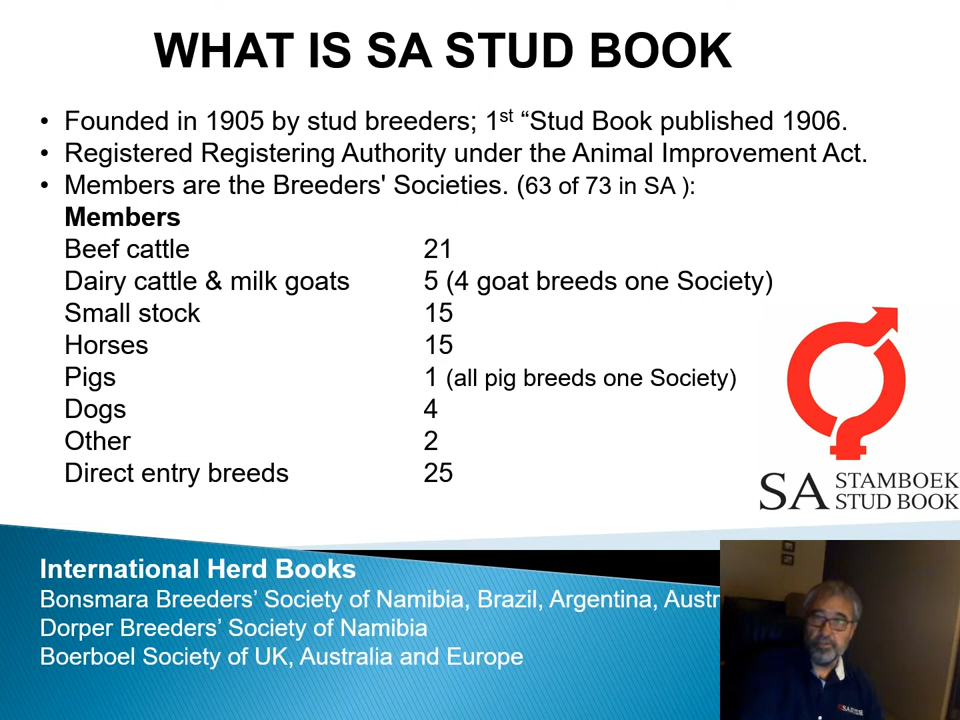 WHAT IS SA STUD BOOK
• Founded in 1905 by stud breeders; 1st “Stud Book published 1906.
• Registered Registering Authority under the Animal Improvement Act.
• Members are the Breeders' Societies. (63 of 73 in SA ):
Members
Beef cattle 21
Dairy cattle & milk goats 5 (4 goat breeds one Society)
Small stock 15
Horses 15
Pigs 1 (all pig breeds one Society)
Dogs 4
Other 2
Direct entry breeds 25
SA STAMBOEK
STUD BOOK
International Herd Books
Bonsmara Breeders’ Society of Namibia, Brazil, Argentina, Austr
Dorper Breeders’ Society of Namibia
Boerboel Society of UK, Australia and Europe